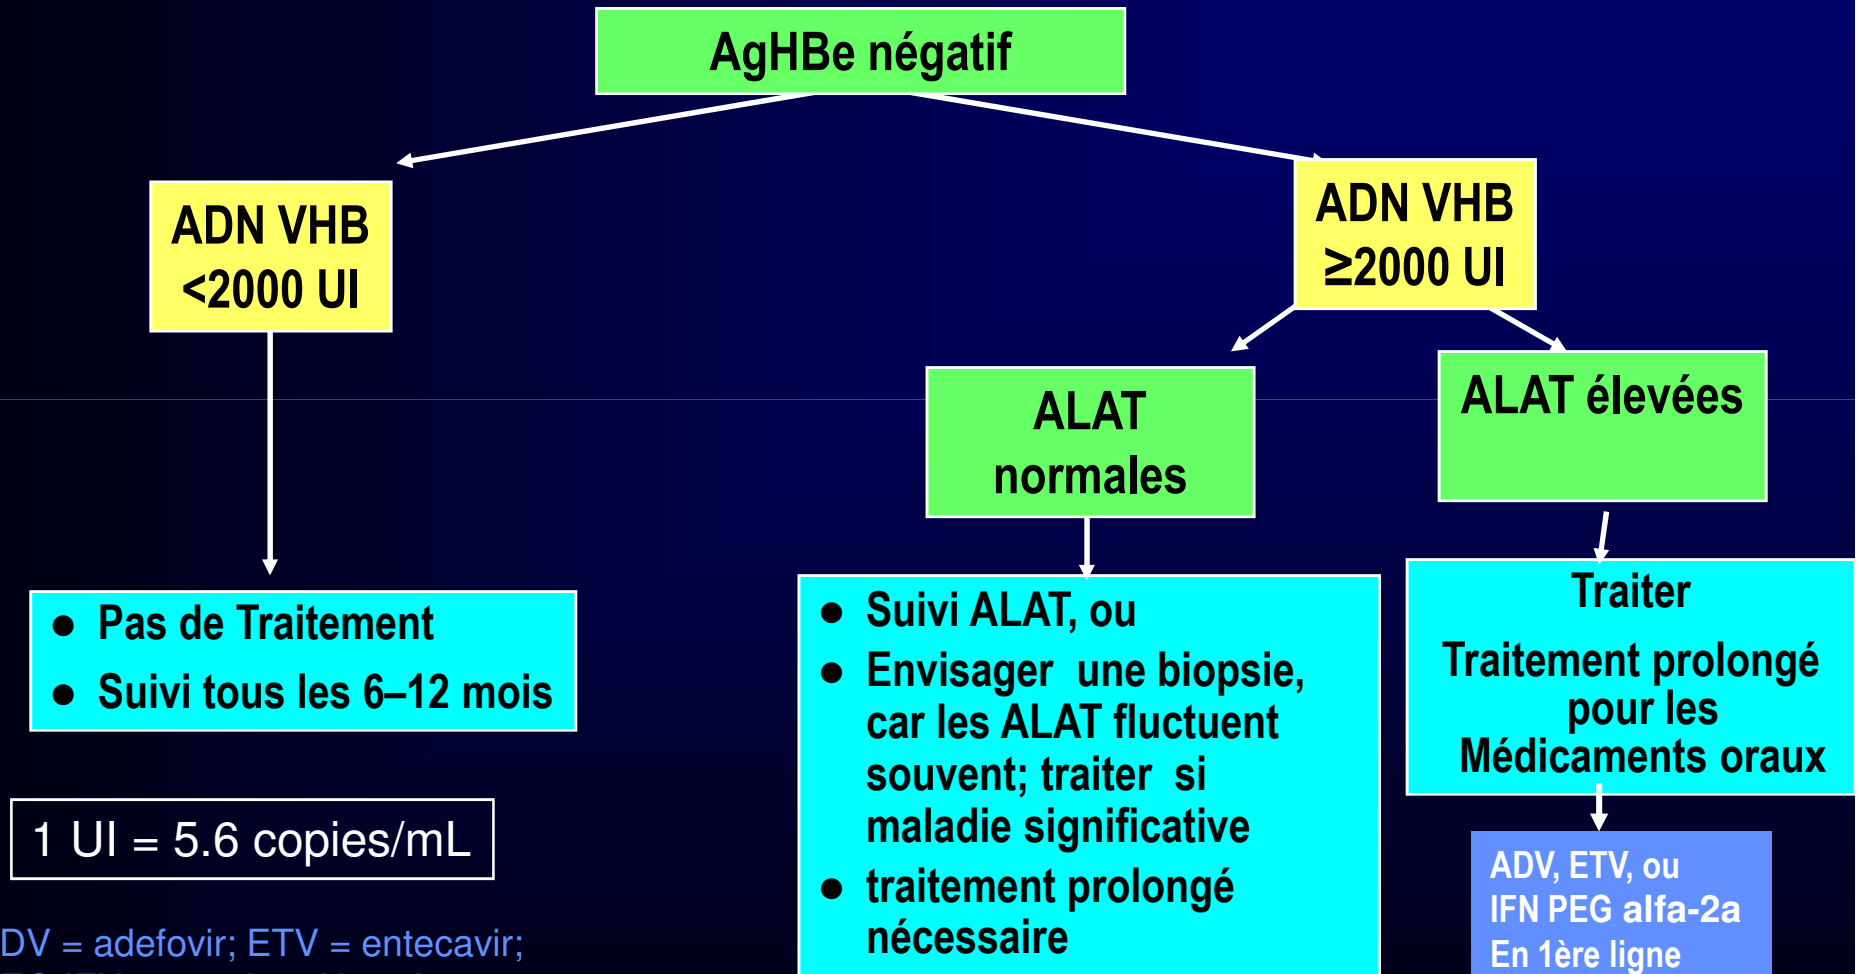 AgHBe négatif
ADN VHB
<2000 UI
ADN VHB
≥2000 UI
ALAT
normales
ALAT élevées
● Pas de Traitement
● Suivi tous les 6–12 mois
● Suivi ALAT, ou
● Envisager une biopsie,
car les ALAT fluctuent
souvent; traiter si
maladie significative
● traitement prolongé
nécessaire
Traiter
Traitement prolongé
pour les
Médicaments oraux
1 UI = 5.6 copies/mL
ADV, ETV, ou
IFN PEG alfa-2a
En 1ère ligne
DV = adefovir; ETV = entecavir;